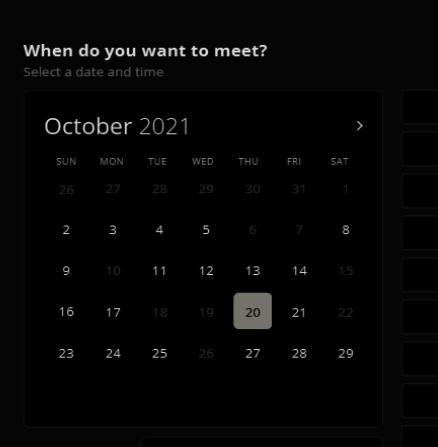 When do you want to meet?
Select a date and time
October 2021 >
SUN MON TUE WED THU FRI SAT
26 27 28 29 30 31 1
2 3 4 5 6 7 8
9 10 11 12 13 14 15
16 17 18 19 20 21 22
23 24 25 26 27 28 29